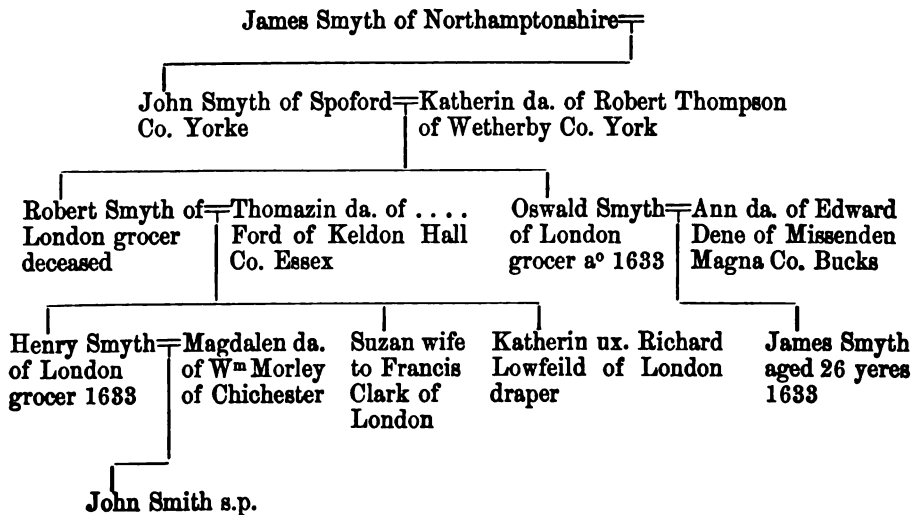 James Smyth of Northamptonshire
John Smyth of Spoford
Co. Yorke
Katherin da. of Robert Thompson
of Wetherby Co. York
Robert Smyth of
London grocer
deceased
Thomazin da. of . . . .
Ford of Keldon Hall
Co. Essex
Oswald Smyth
of London
grocer aº 1633
Ann da. of Edward
Dene of Missenden
Magna Co. Bucks
Henry Smyth
of London
grocer 1633
Magdalen da.
of Wᵐ Morley
of Chichester
Suzan wife
to Francis
Clark of
London
Katherin ux. Richard
Lowfeild of London
draper
James Smyth
aged 26 yeres
1633
John Smith s.p.